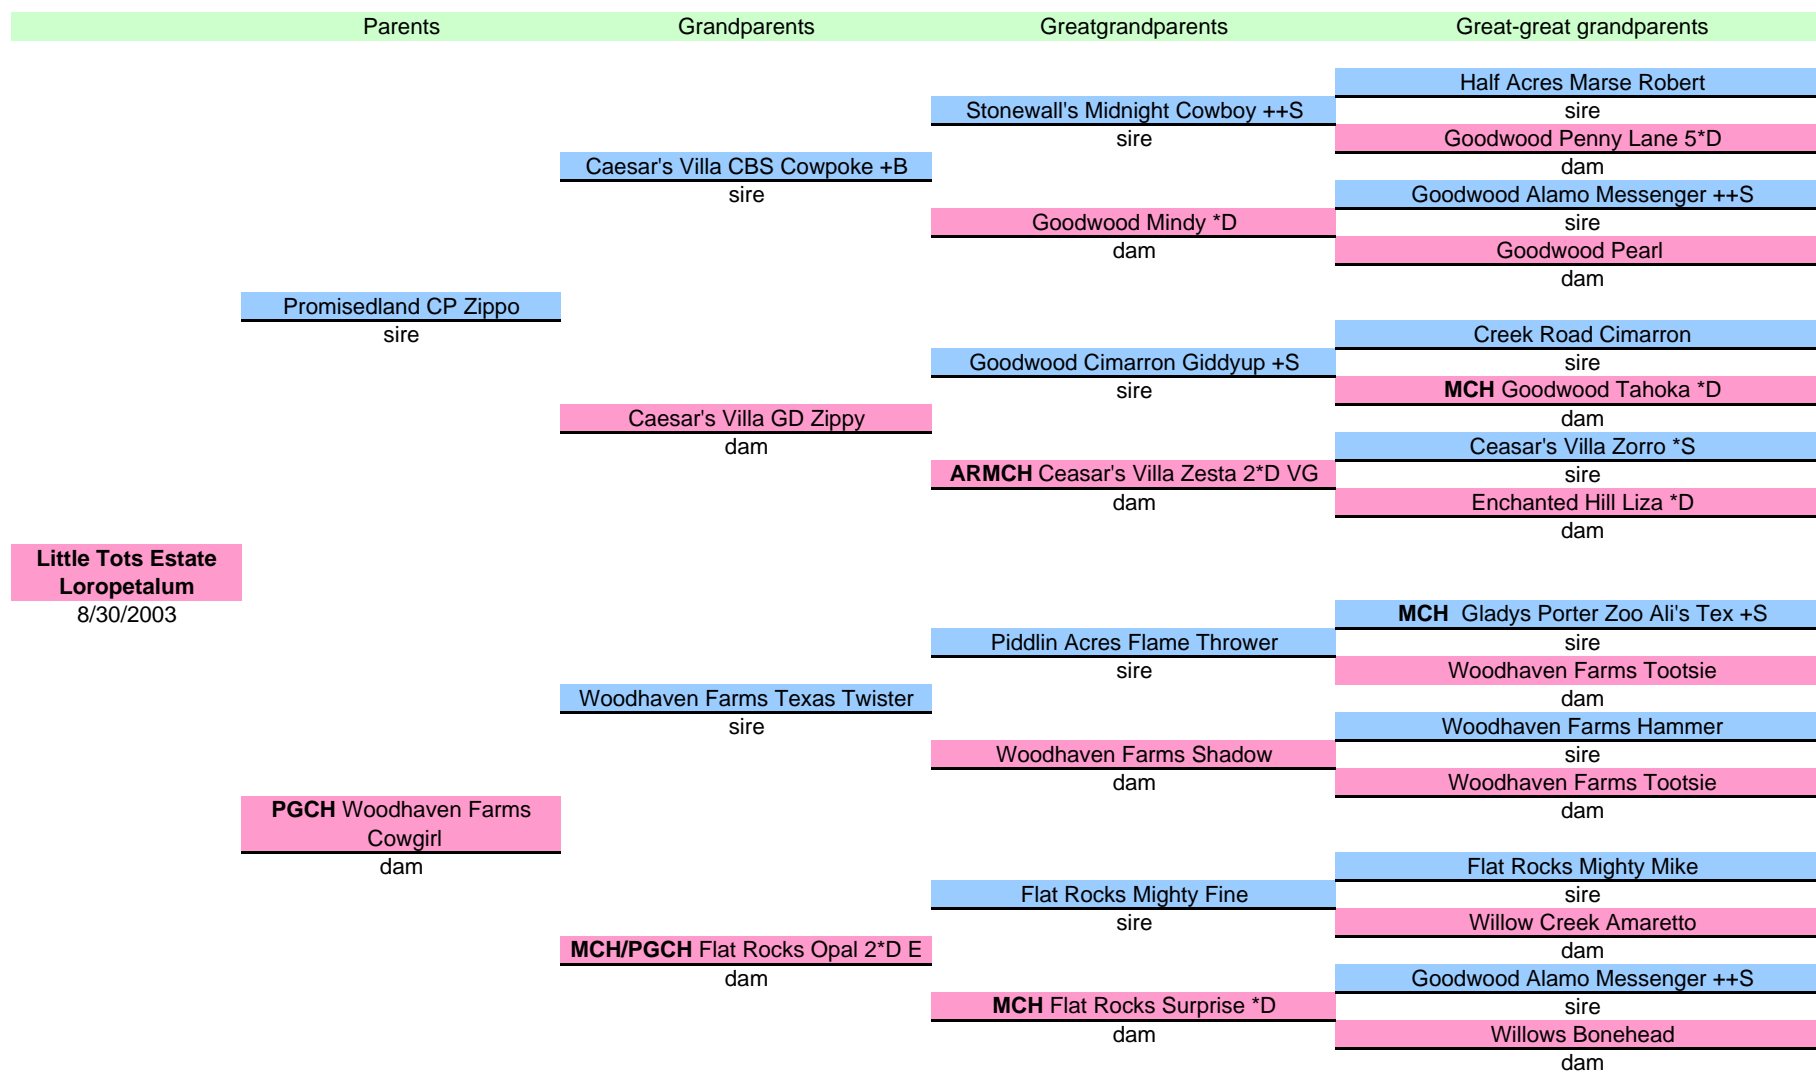 Parents Grandparents Greatgrandparents Great-great grandparents
Half Acres Marse Robert
Stonewall's Midnight Cowboy ++S sire
sire Goodwood Penny Lane 5*D
Caesar's Villa CBS Cowpoke +B dam
sire Goodwood Alamo Messenger ++S
Goodwood Mindy *D sire
dam Goodwood Pearl
dam
Promisedland CP Zippo
sire Creek Road Cimarron
Goodwood Cimarron Giddyup +S sire
sire MCH Goodwood Tahoka *D
Caesar's Villa GD Zippy dam
dam Ceasar's Villa Zorro *S
ARMCH Ceasar's Villa Zesta 2*D VG sire
dam Enchanted Hill Liza *D
dam
Little Tots Estate
Loropetalum
8/30/2003 MCH Gladys Porter Zoo Ali's Tex +S
Piddlin Acres Flame Thrower sire
sire Woodhaven Farms Tootsie
Woodhaven Farms Texas Twister dam
sire Woodhaven Farms Hammer
Woodhaven Farms Shadow sire
dam Woodhaven Farms Tootsie
PGCH Woodhaven Farms dam
Cowgirl
dam Flat Rocks Mighty Mike
Flat Rocks Mighty Fine sire
sire Willow Creek Amaretto
MCH/PGCH Flat Rocks Opal 2*D E dam
dam Goodwood Alamo Messenger ++S
MCH Flat Rocks Surprise *D sire
dam Willows Bonehead
dam